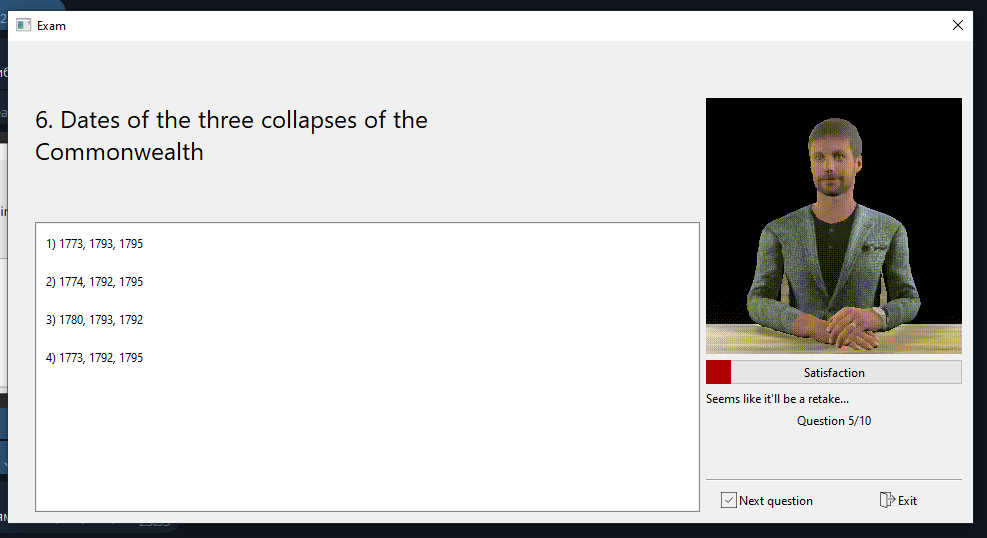 Exam
6. Dates of the three collapses of the
Commonwealth
1) 1773, 1793, 1795
2) 1774, 1792, 1795
3) 1780, 1793, 1792
4) 1773, 1792, 1795
Satisfaction
Seems like it'll be a retake...
Question 5/10
Next question
Exit